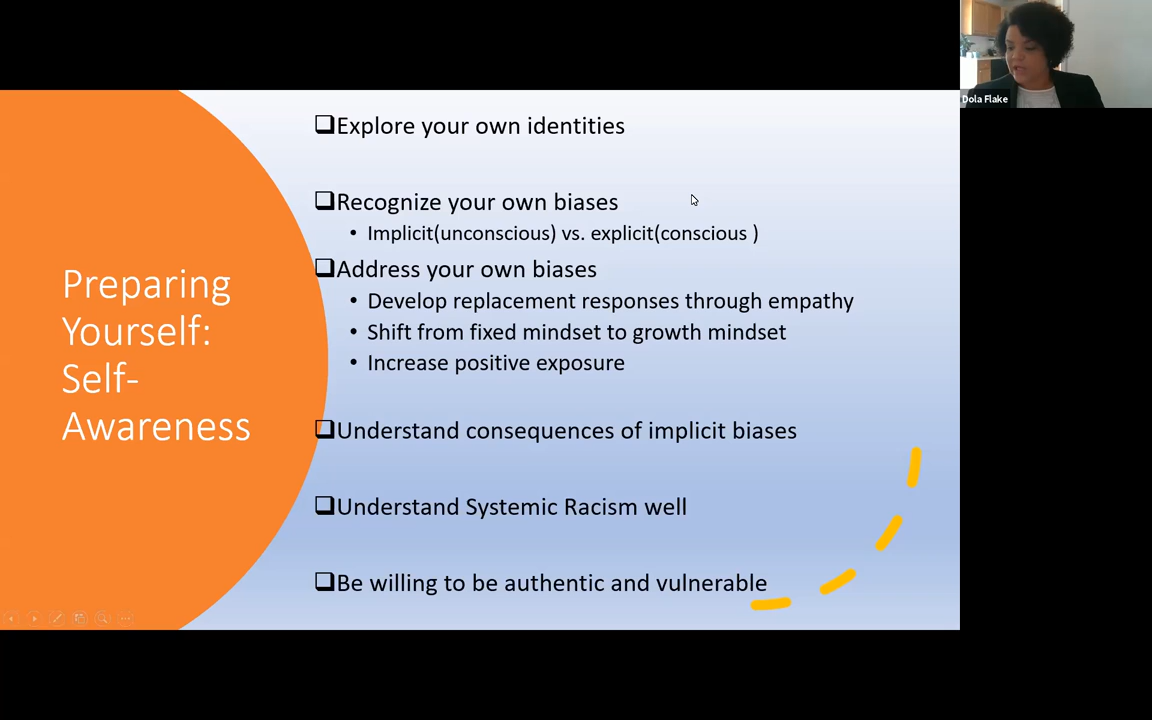 Dola Flake
Preparing
Yourself:
Self-
Awareness
❑Explore your own identities
❑Recognize your own biases
• Implicit(unconscious) vs. explicit(conscious )
❑Address your own biases
• Develop replacement responses through empathy
• Shift from fixed mindset to growth mindset
• Increase positive exposure
❑Understand consequences of implicit biases
❑Understand Systemic Racism well
❑Be willing to be authentic and vulnerable